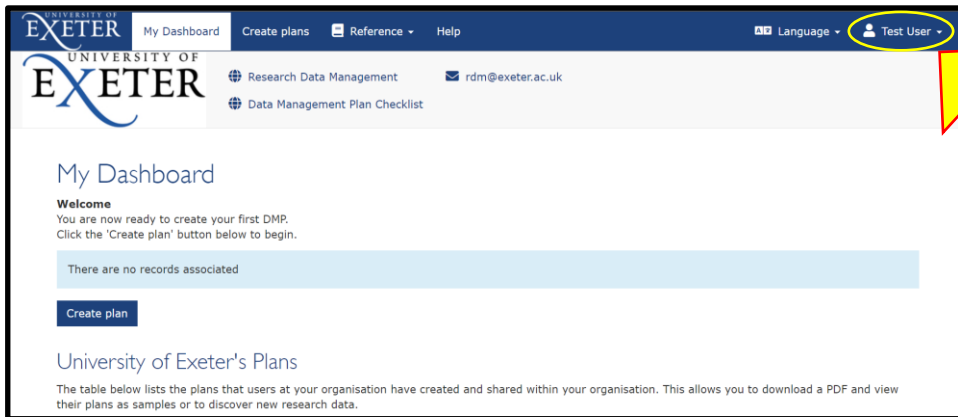 UNIVERSITY OF
EXETER
My Dashboard
Create plans
Reference
Help
Language
Test User
UNIVERSITY OF
EXETER
Research Data Management
rdm@exeter.ac.uk
Data Management Plan Checklist
My Dashboard
Welcome
You are now ready to create your first DMP.
Click the 'Create plan' button below to begin.
There are no records associated
Create plan
University of Exeter's Plans
The table below lists the plans that users at your organisation have created and shared within your organisation. This allows you to download a PDF and view
their plans as samples or to discover new research data.